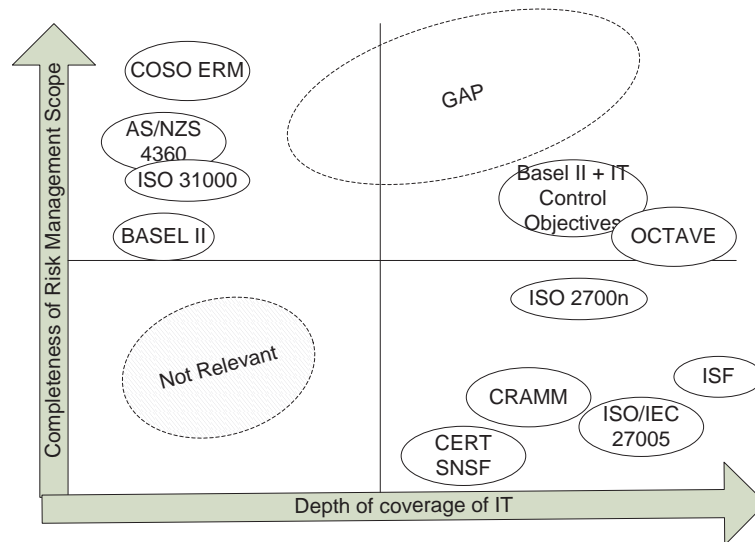 COSO ERM
GAP
AS/NZS
4360
ISO 31000
Basel II + IT
Control
Objectives
BASEL II
OCTAVE
ISO 2700n
Not Relevant
ISF
CRAMM
ISO/IEC
27005
CERT
SNSF
Completeness of Risk Management Scope
Depth of coverage of IT